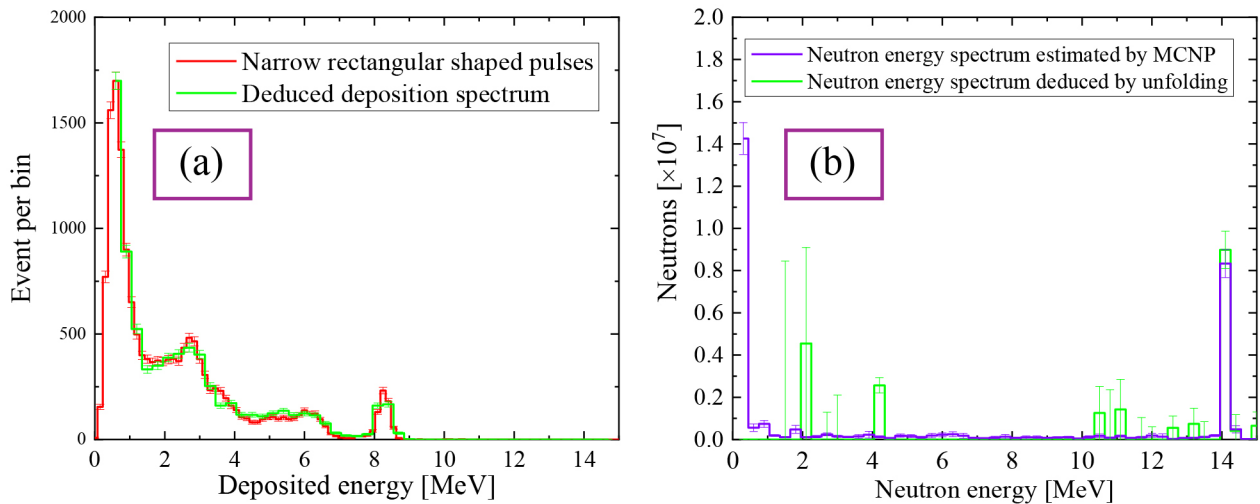 2000
1500
1000
500
0
Event per bin
Narrow rectangular shaped pulses
Deduced deposition spectrum
(a)
0 2 4 6 8 10 12 14
Deposited energy [MeV]
2.0
1.8
1.6
1.4
1.2
1.0
0.8
0.6
0.4
0.2
0.0
Neutrons [×10⁷]
Neutron energy spectrum estimated by MCNP
Neutron energy spectrum deduced by unfolding
(b)
0 2 4 6 8 10 12 14
Neutron energy [MeV]